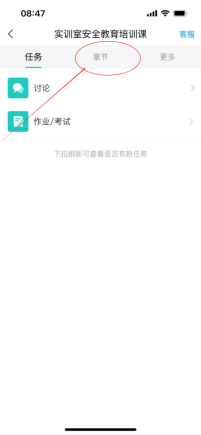 08:47
实训室安全教育培训课
客服
任务
章节
更多
讨论
作业/考试
下拉刷新可查看是否有新任务